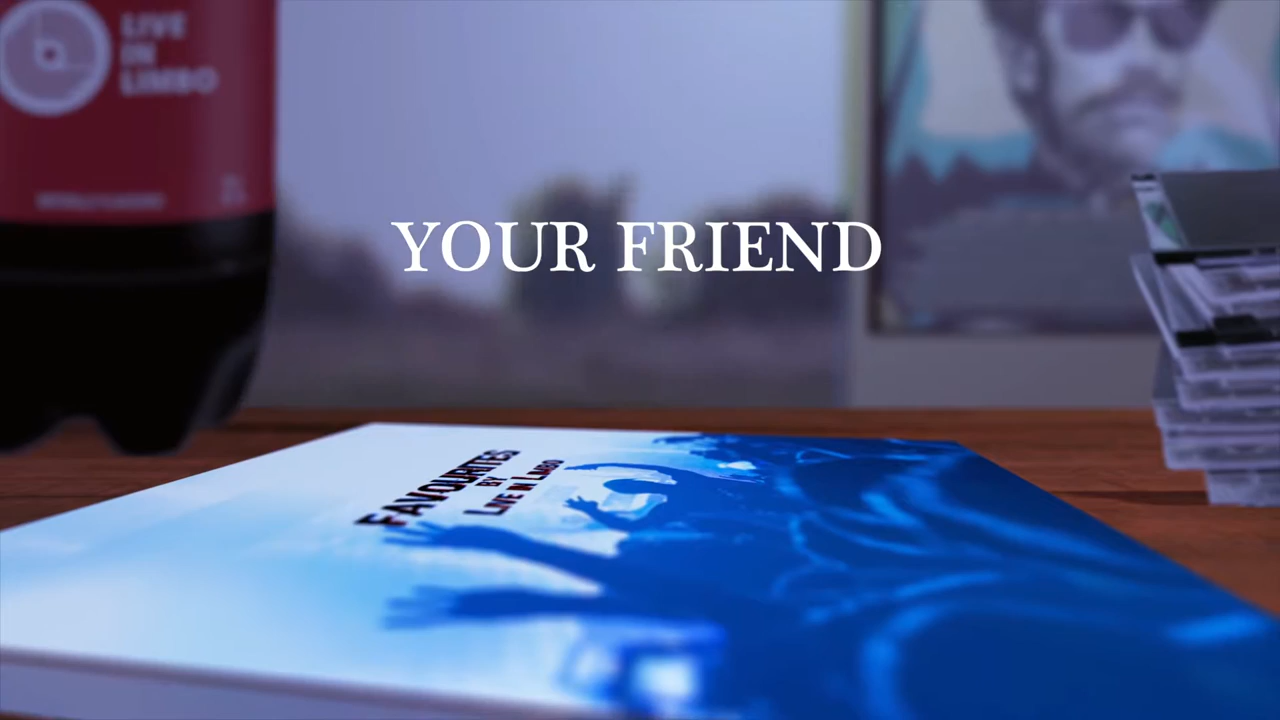 LIVE
IN
LIMBO
YOUR FRIEND
FAVOURITES
BY
LIVE IN LIMBO